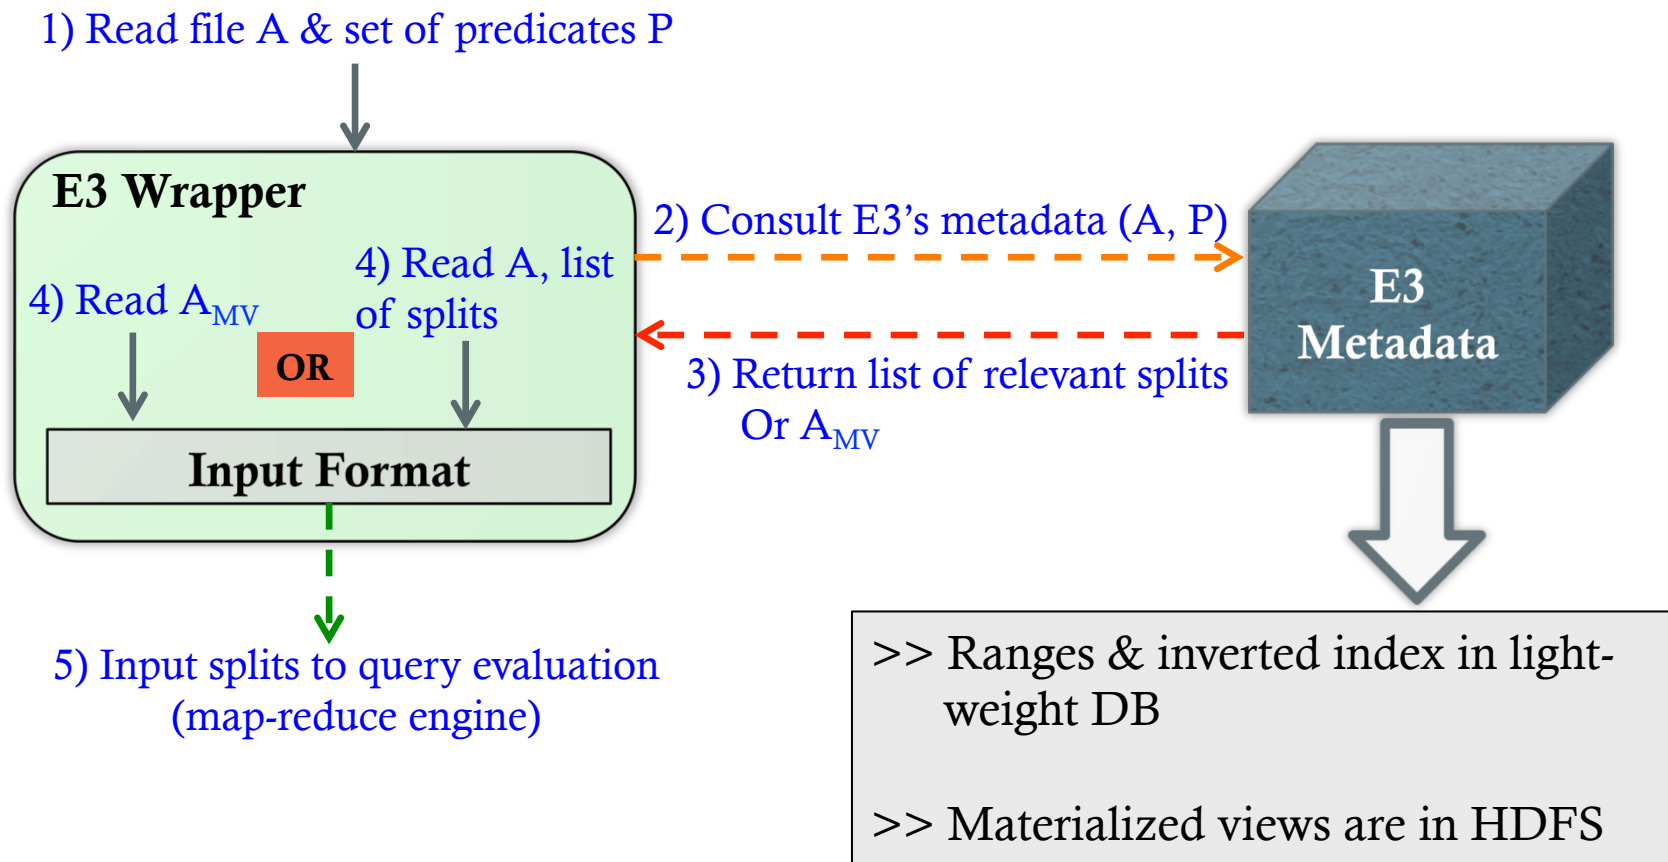 1) Read file A & set of predicates P
E3 Wrapper
2) Consult E3’s metadata (A, P)
4) Read A, list
of splits
4) Read A_MV
OR
Input Format
3) Return list of relevant splits
Or A_MV
E3
Metadata
5) Input splits to query evaluation
(map-reduce engine)
>> Ranges & inverted index in light-
weight DB
>> Materialized views are in HDFS